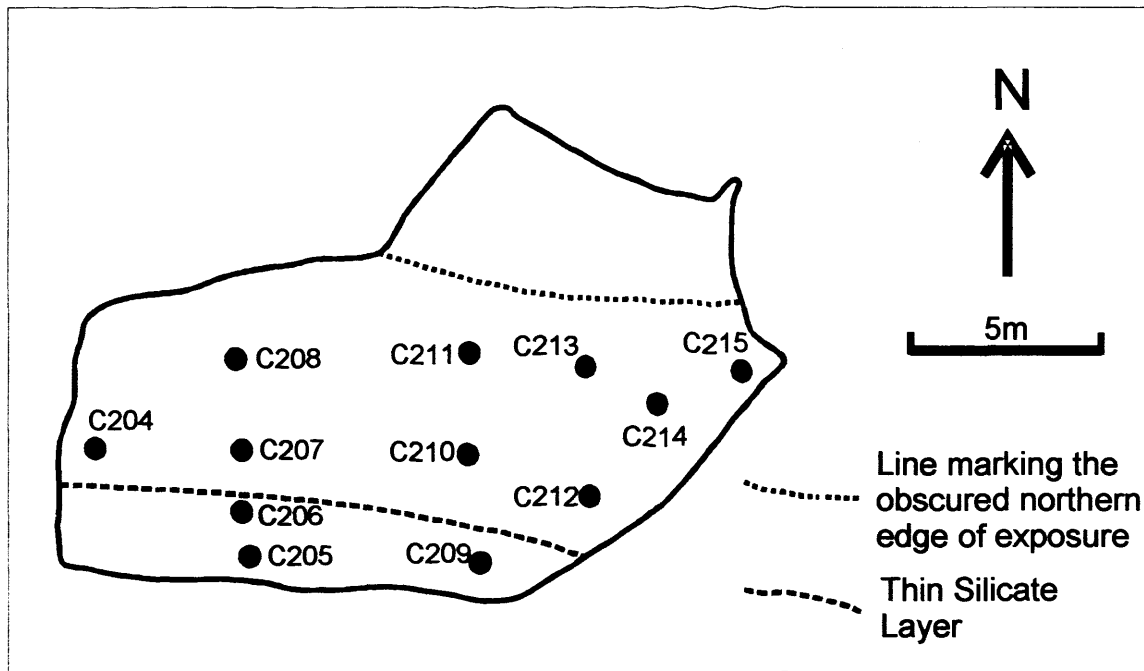 N
5m
C208
C211
C213
C215
C204
C207
C210
C214
C212
C206
C205
C209
Line marking the
obscured northern
edge of exposure
Thin Silicate
Layer